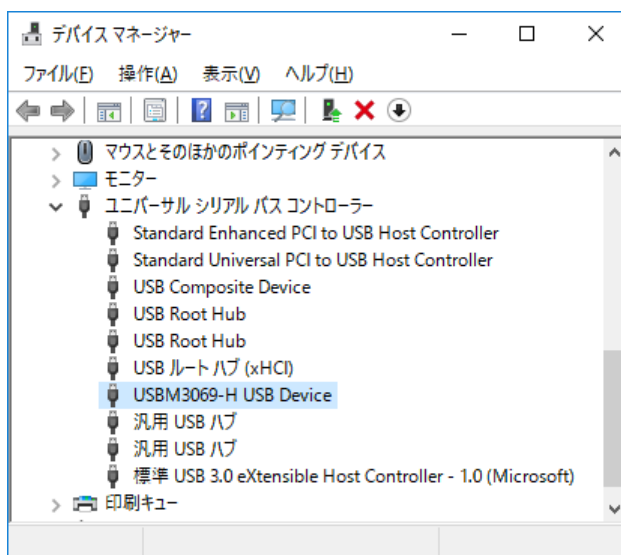 デバイス マネージャー
ファイル(F) 操作(A) 表示(V) ヘルプ(H)
マウスとそのほかのポインティング デバイス
モニター
ユニバーサル シリアル バス コントローラー
Standard Enhanced PCI to USB Host Controller
Standard Universal PCI to USB Host Controller
USB Composite Device
USB Root Hub
USB Root Hub
USB ルート ハブ (xHCI)
USBM3069-H USB Device
汎用 USB ハブ
汎用 USB ハブ
標準 USB 3.0 eXtensible Host Controller - 1.0 (Microsoft)
印刷キュー